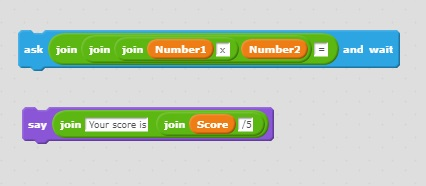 ask join join join Number1 x Number2 = and wait
say join Your score is join Score /5